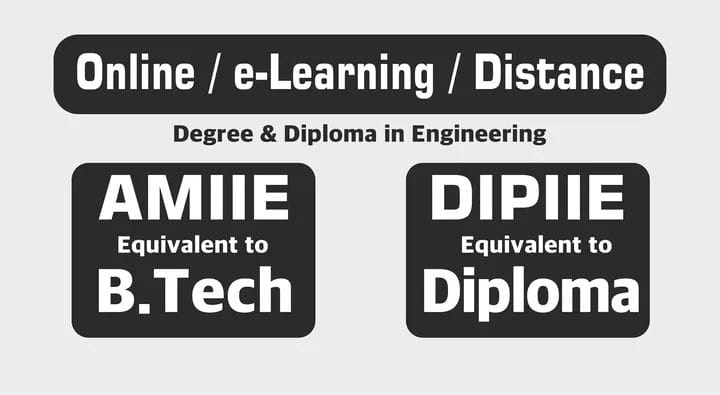 Online / e-Learning / Distance
Degree & Diploma in Engineering
AMIIE
Equivalent to
B.Tech
DIPIIE
Equivalent to
Diploma